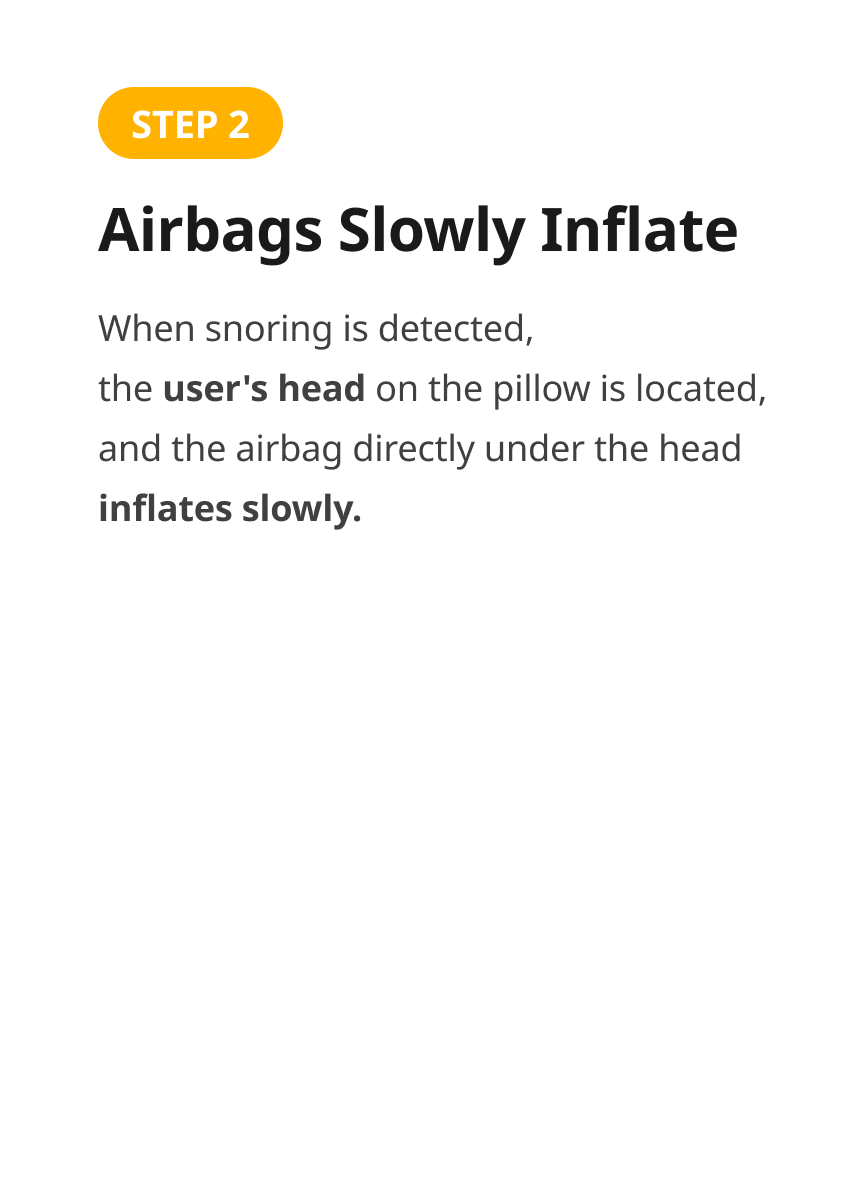 STEP 2
Airbags Slowly Inflate
When snoring is detected,
the user's head on the pillow is located,
and the airbag directly under the head
inflates slowly.